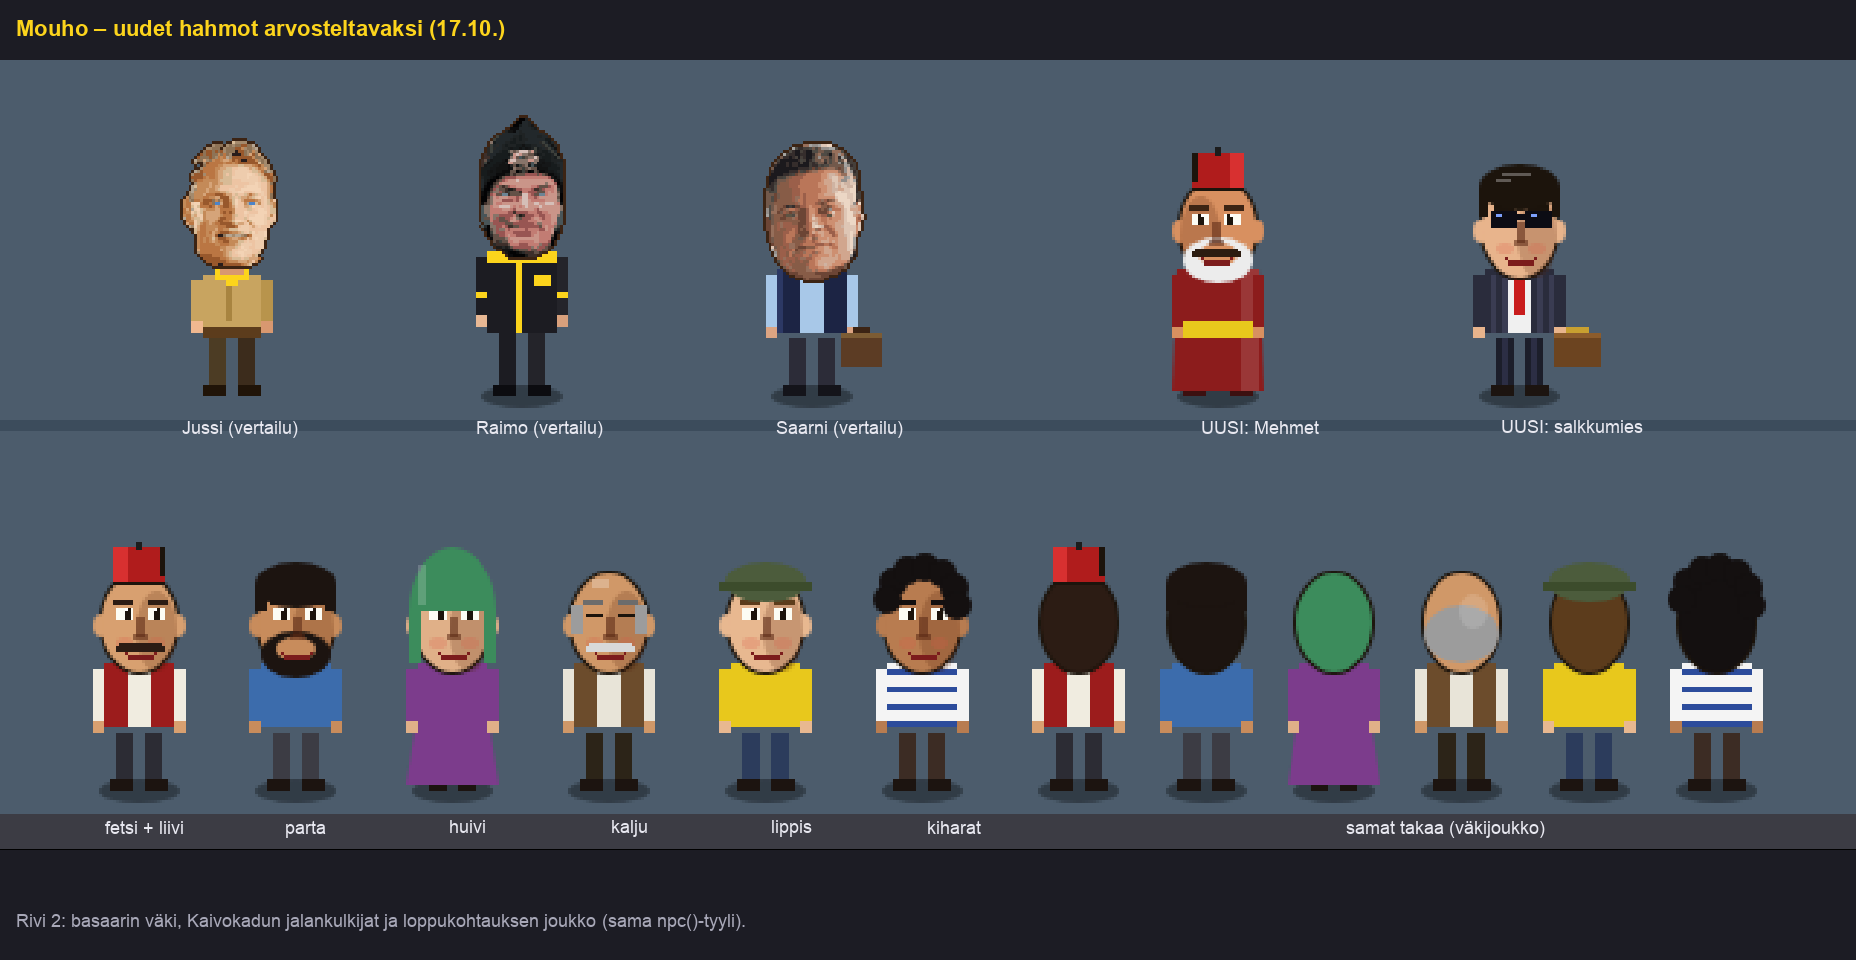 Mouho – uudet hahmot arvosteltavaksi (17.10.)
Jussi (vertailu)
Raimo (vertailu)
Saarni (vertailu)
UUSI: Mehmet
UUSI: salkkumies
fetsi + liivi
parta
huivi
kalju
lippis
kiharat
samat takaa (väkijoukko)
Rivi 2: basaarin väki, Kaivokadun jalankulkijat ja loppukohtauksen joukko (sama npc()-tyyli).